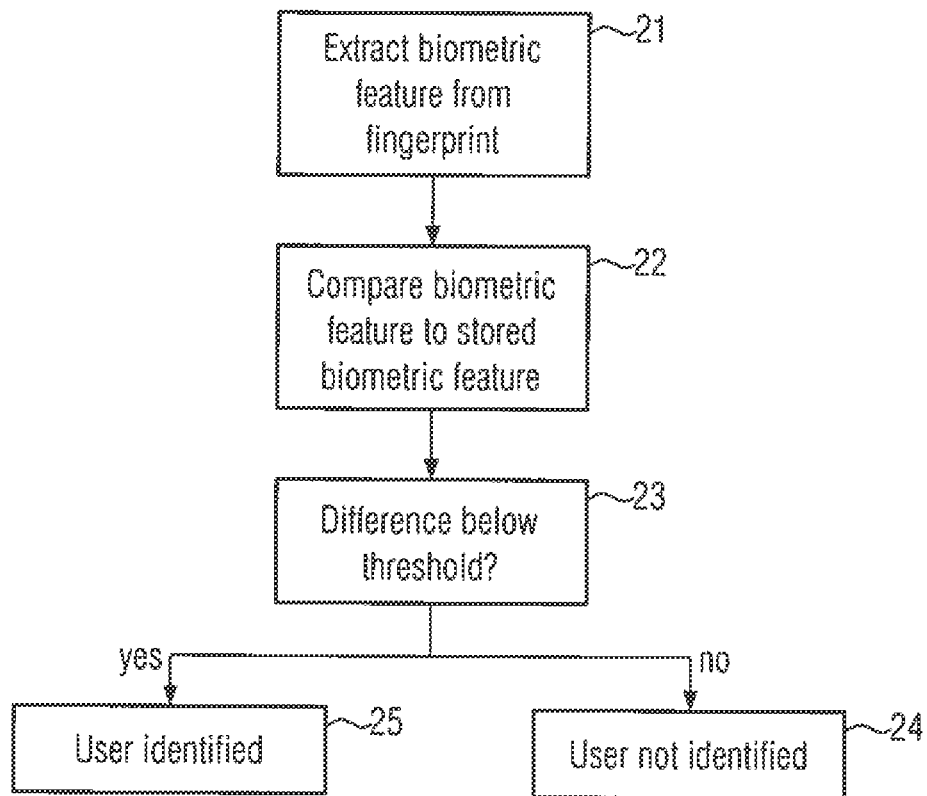 21
Extract biometric
feature from
fingerprint
22
Compare biometric
feature to stored
biometric feature
23
Difference below
threshold?
yes
no
25
User identified
24
User not identified